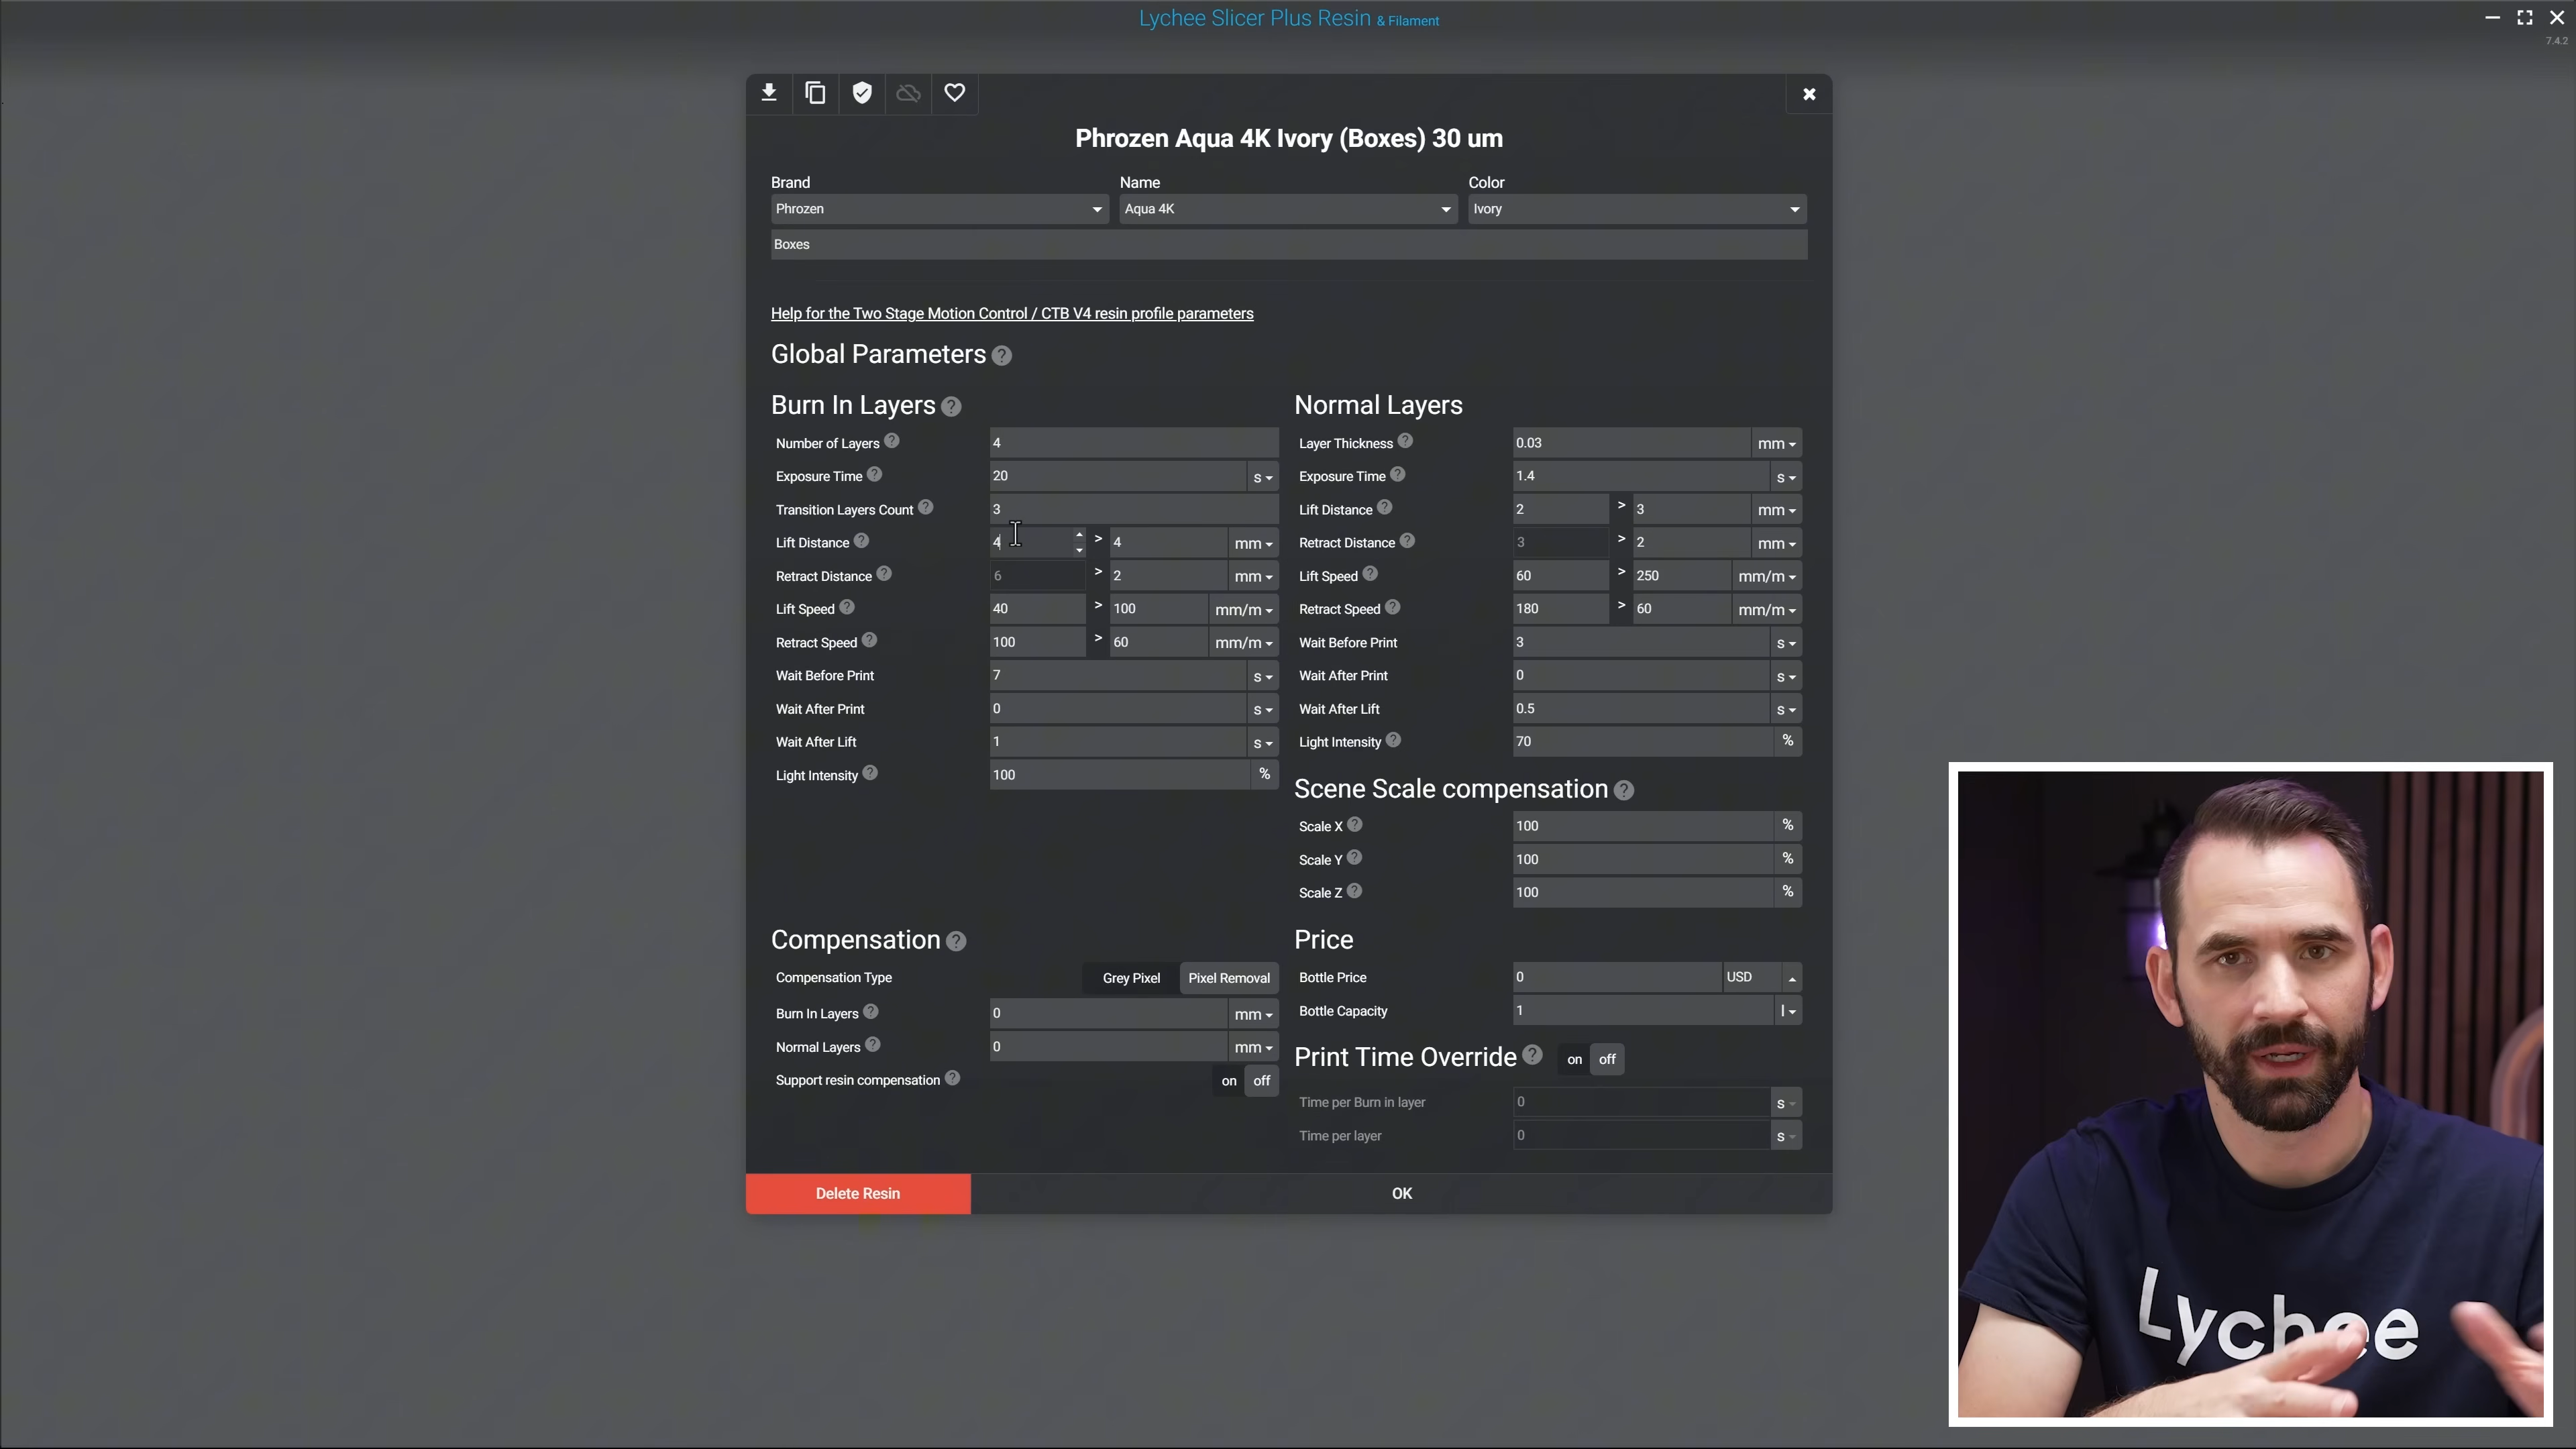 Lychee Slicer Plus Resin & Filament
7.4.2
Phrozen Aqua 4K Ivory (Boxes) 30 um
Brand Name Color
Phrozen Aqua 4K Ivory
Boxes
Help for the Two Stage Motion Control / CTB V4 resin profile parameters
Global Parameters ?
Burn In Layers ?
Number of Layers ? 4
Exposure Time ? 20 s
Transition Layers Count ? 3
Lift Distance ? 4 > 4 mm
Retract Distance ? 6 > 2 mm
Lift Speed ? 40 > 100 mm/m
Retract Speed ? 100 > 60 mm/m
Wait Before Print 7 s
Wait After Print 0 s
Wait After Lift 1 s
Light Intensity ? 100 %
Normal Layers
Layer Thickness ? 0.03 mm
Exposure Time ? 1.4 s
Lift Distance ? 2 > 3 mm
Retract Distance ? 3 > 2 mm
Lift Speed ? 60 > 250 mm/m
Retract Speed ? 180 > 60 mm/m
Wait Before Print 3 s
Wait After Print 0 s
Wait After Lift 0.5 s
Light Intensity ? 70 %
Scene Scale compensation ?
Scale X ? 100 %
Scale Y ? 100 %
Scale Z ? 100 %
Compensation ?
Compensation Type Grey Pixel Pixel Removal
Burn In Layers ? 0 mm
Normal Layers ? 0 mm
Support resin compensation ? on off
Price
Bottle Price 0 USD
Bottle Capacity 1 l
Print Time Override ? on off
Time per Burn in layer 0 s
Time per layer 0 s
Delete Resin OK
Lychee